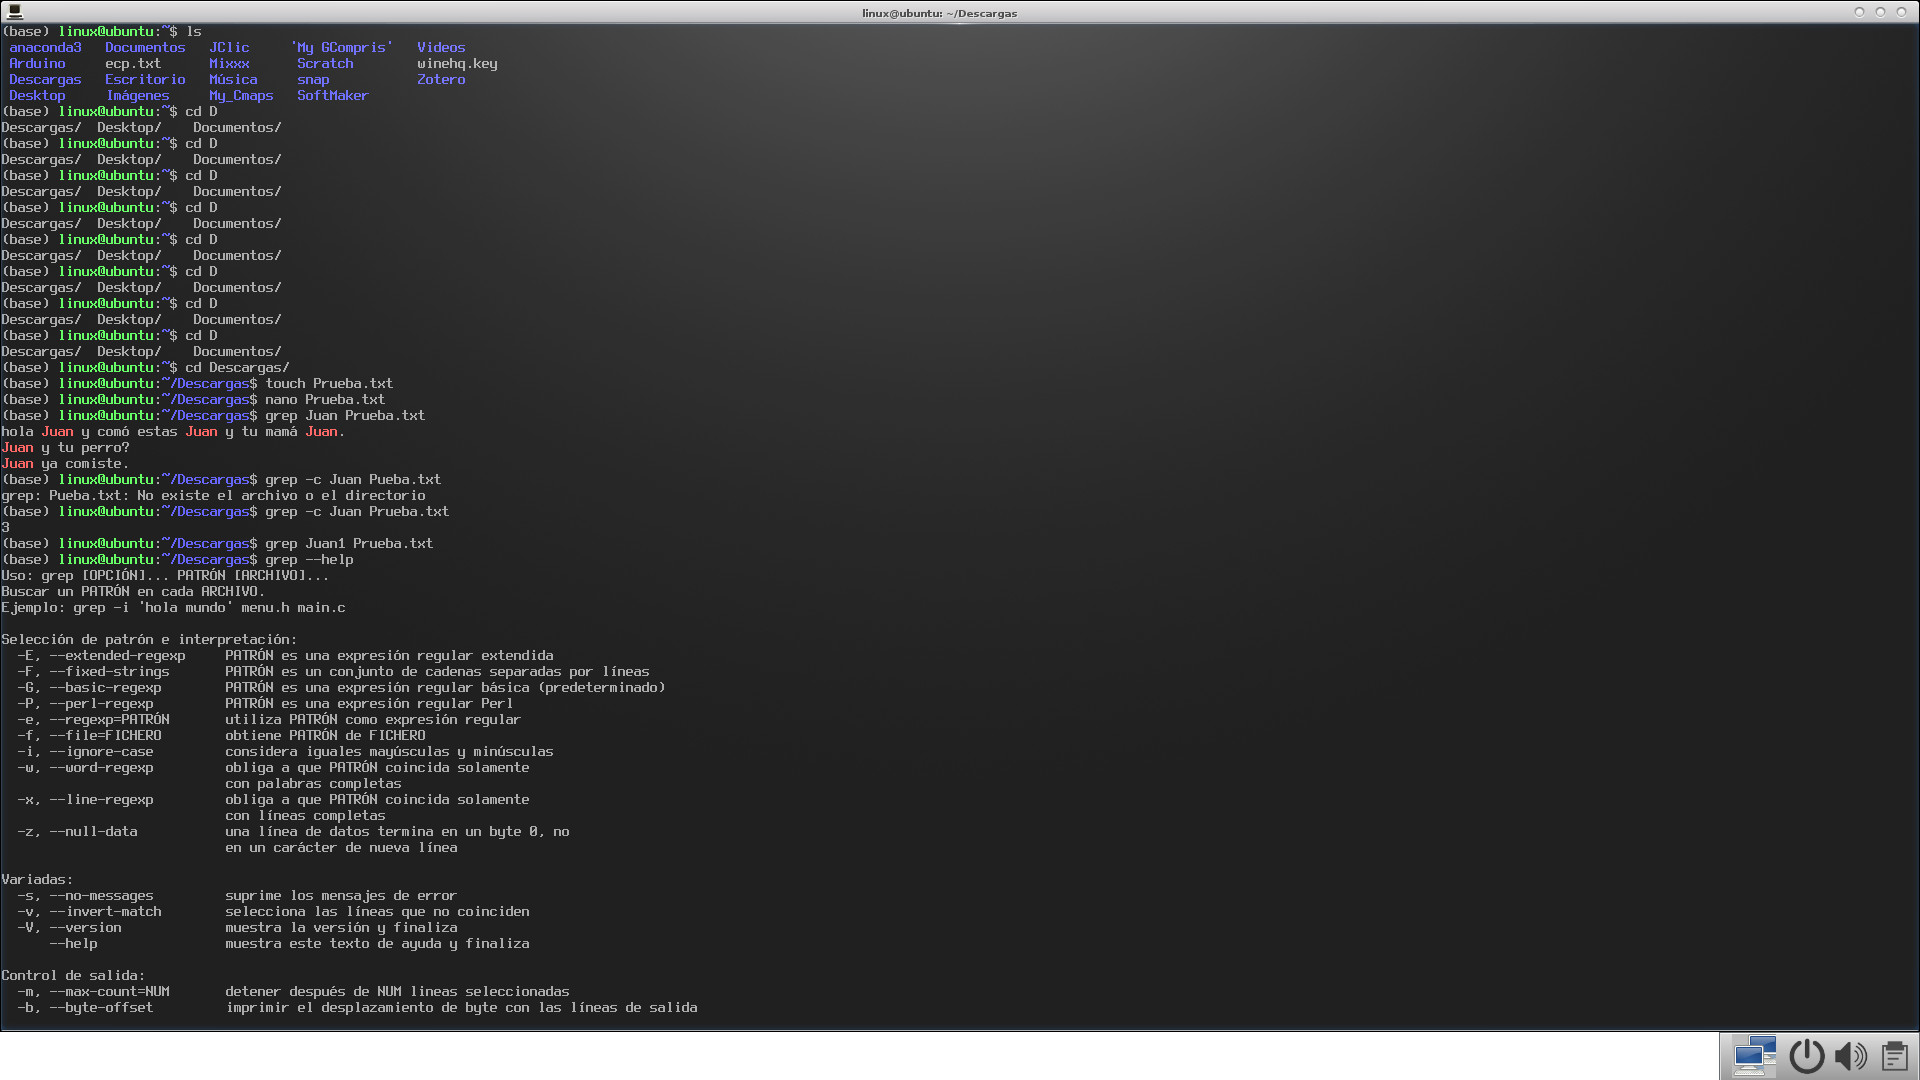 linux@ubuntu: ~/Descargas
(base) linux@ubuntu:~$ ls
anaconda3   Documentos   JClic   'My GCompris'   Videos
Arduino   ecp.txt   Mixxx   Scratch   winehq.key
Descargas   Escritorio   Música   snap   Zotero
Desktop   Imágenes   My_Cmaps   SoftMaker
(base) linux@ubuntu:~$ cd D
Descargas/  Desktop/    Documentos/
(base) linux@ubuntu:~$ cd D
Descargas/  Desktop/    Documentos/
(base) linux@ubuntu:~$ cd D
Descargas/  Desktop/    Documentos/
(base) linux@ubuntu:~$ cd D
Descargas/  Desktop/    Documentos/
(base) linux@ubuntu:~$ cd D
Descargas/  Desktop/    Documentos/
(base) linux@ubuntu:~$ cd D
Descargas/  Desktop/    Documentos/
(base) linux@ubuntu:~$ cd D
Descargas/  Desktop/    Documentos/
(base) linux@ubuntu:~$ cd D
Descargas/  Desktop/    Documentos/
(base) linux@ubuntu:~$ cd Descargas/
(base) linux@ubuntu:~/Descargas$ touch Prueba.txt
(base) linux@ubuntu:~/Descargas$ nano Prueba.txt
(base) linux@ubuntu:~/Descargas$ grep Juan Prueba.txt
hola Juan y comó estas Juan y tu mamá Juan.
Juan y tu perro?
Juan ya comiste.
(base) linux@ubuntu:~/Descargas$ grep -c Juan Pueba.txt
grep: Pueba.txt: No existe el archivo o el directorio
(base) linux@ubuntu:~/Descargas$ grep -c Juan Prueba.txt
3
(base) linux@ubuntu:~/Descargas$ grep Juan1 Prueba.txt
(base) linux@ubuntu:~/Descargas$ grep --help
Uso: grep [OPCIÓN]... PATRÓN [ARCHIVO]...
Buscar un PATRÓN en cada ARCHIVO.
Ejemplo: grep -i 'hola mundo' menu.h main.c
Selección de patrón e interpretación:
  -E, --extended-regexp     PATRÓN es una expresión regular extendida
  -F, --fixed-strings       PATRÓN es un conjunto de cadenas separadas por líneas
  -G, --basic-regexp        PATRÓN es una expresión regular básica (predeterminado)
  -P, --perl-regexp         PATRÓN es una expresión regular Perl
  -e, --regexp=PATRÓN       utiliza PATRÓN como expresión regular
  -f, --file=FICHERO        obtiene PATRÓN de FICHERO
  -i, --ignore-case         considera iguales mayúsculas y minúsculas
  -w, --word-regexp         obliga a que PATRÓN coincida solamente
                            con palabras completas
  -x, --line-regexp         obliga a que PATRÓN coincida solamente
                            con líneas completas
  -z, --null-data           una línea de datos termina en un byte 0, no
                            en un carácter de nueva línea
Variadas:
  -s, --no-messages         suprime los mensajes de error
  -v, --invert-match        selecciona las líneas que no coinciden
  -V, --version             muestra la versión y finaliza
      --help                muestra este texto de ayuda y finaliza
Control de salida:
  -m, --max-count=NUM       detener después de NUM lineas seleccionadas
  -b, --byte-offset         imprimir el desplazamiento de byte con las líneas de salida